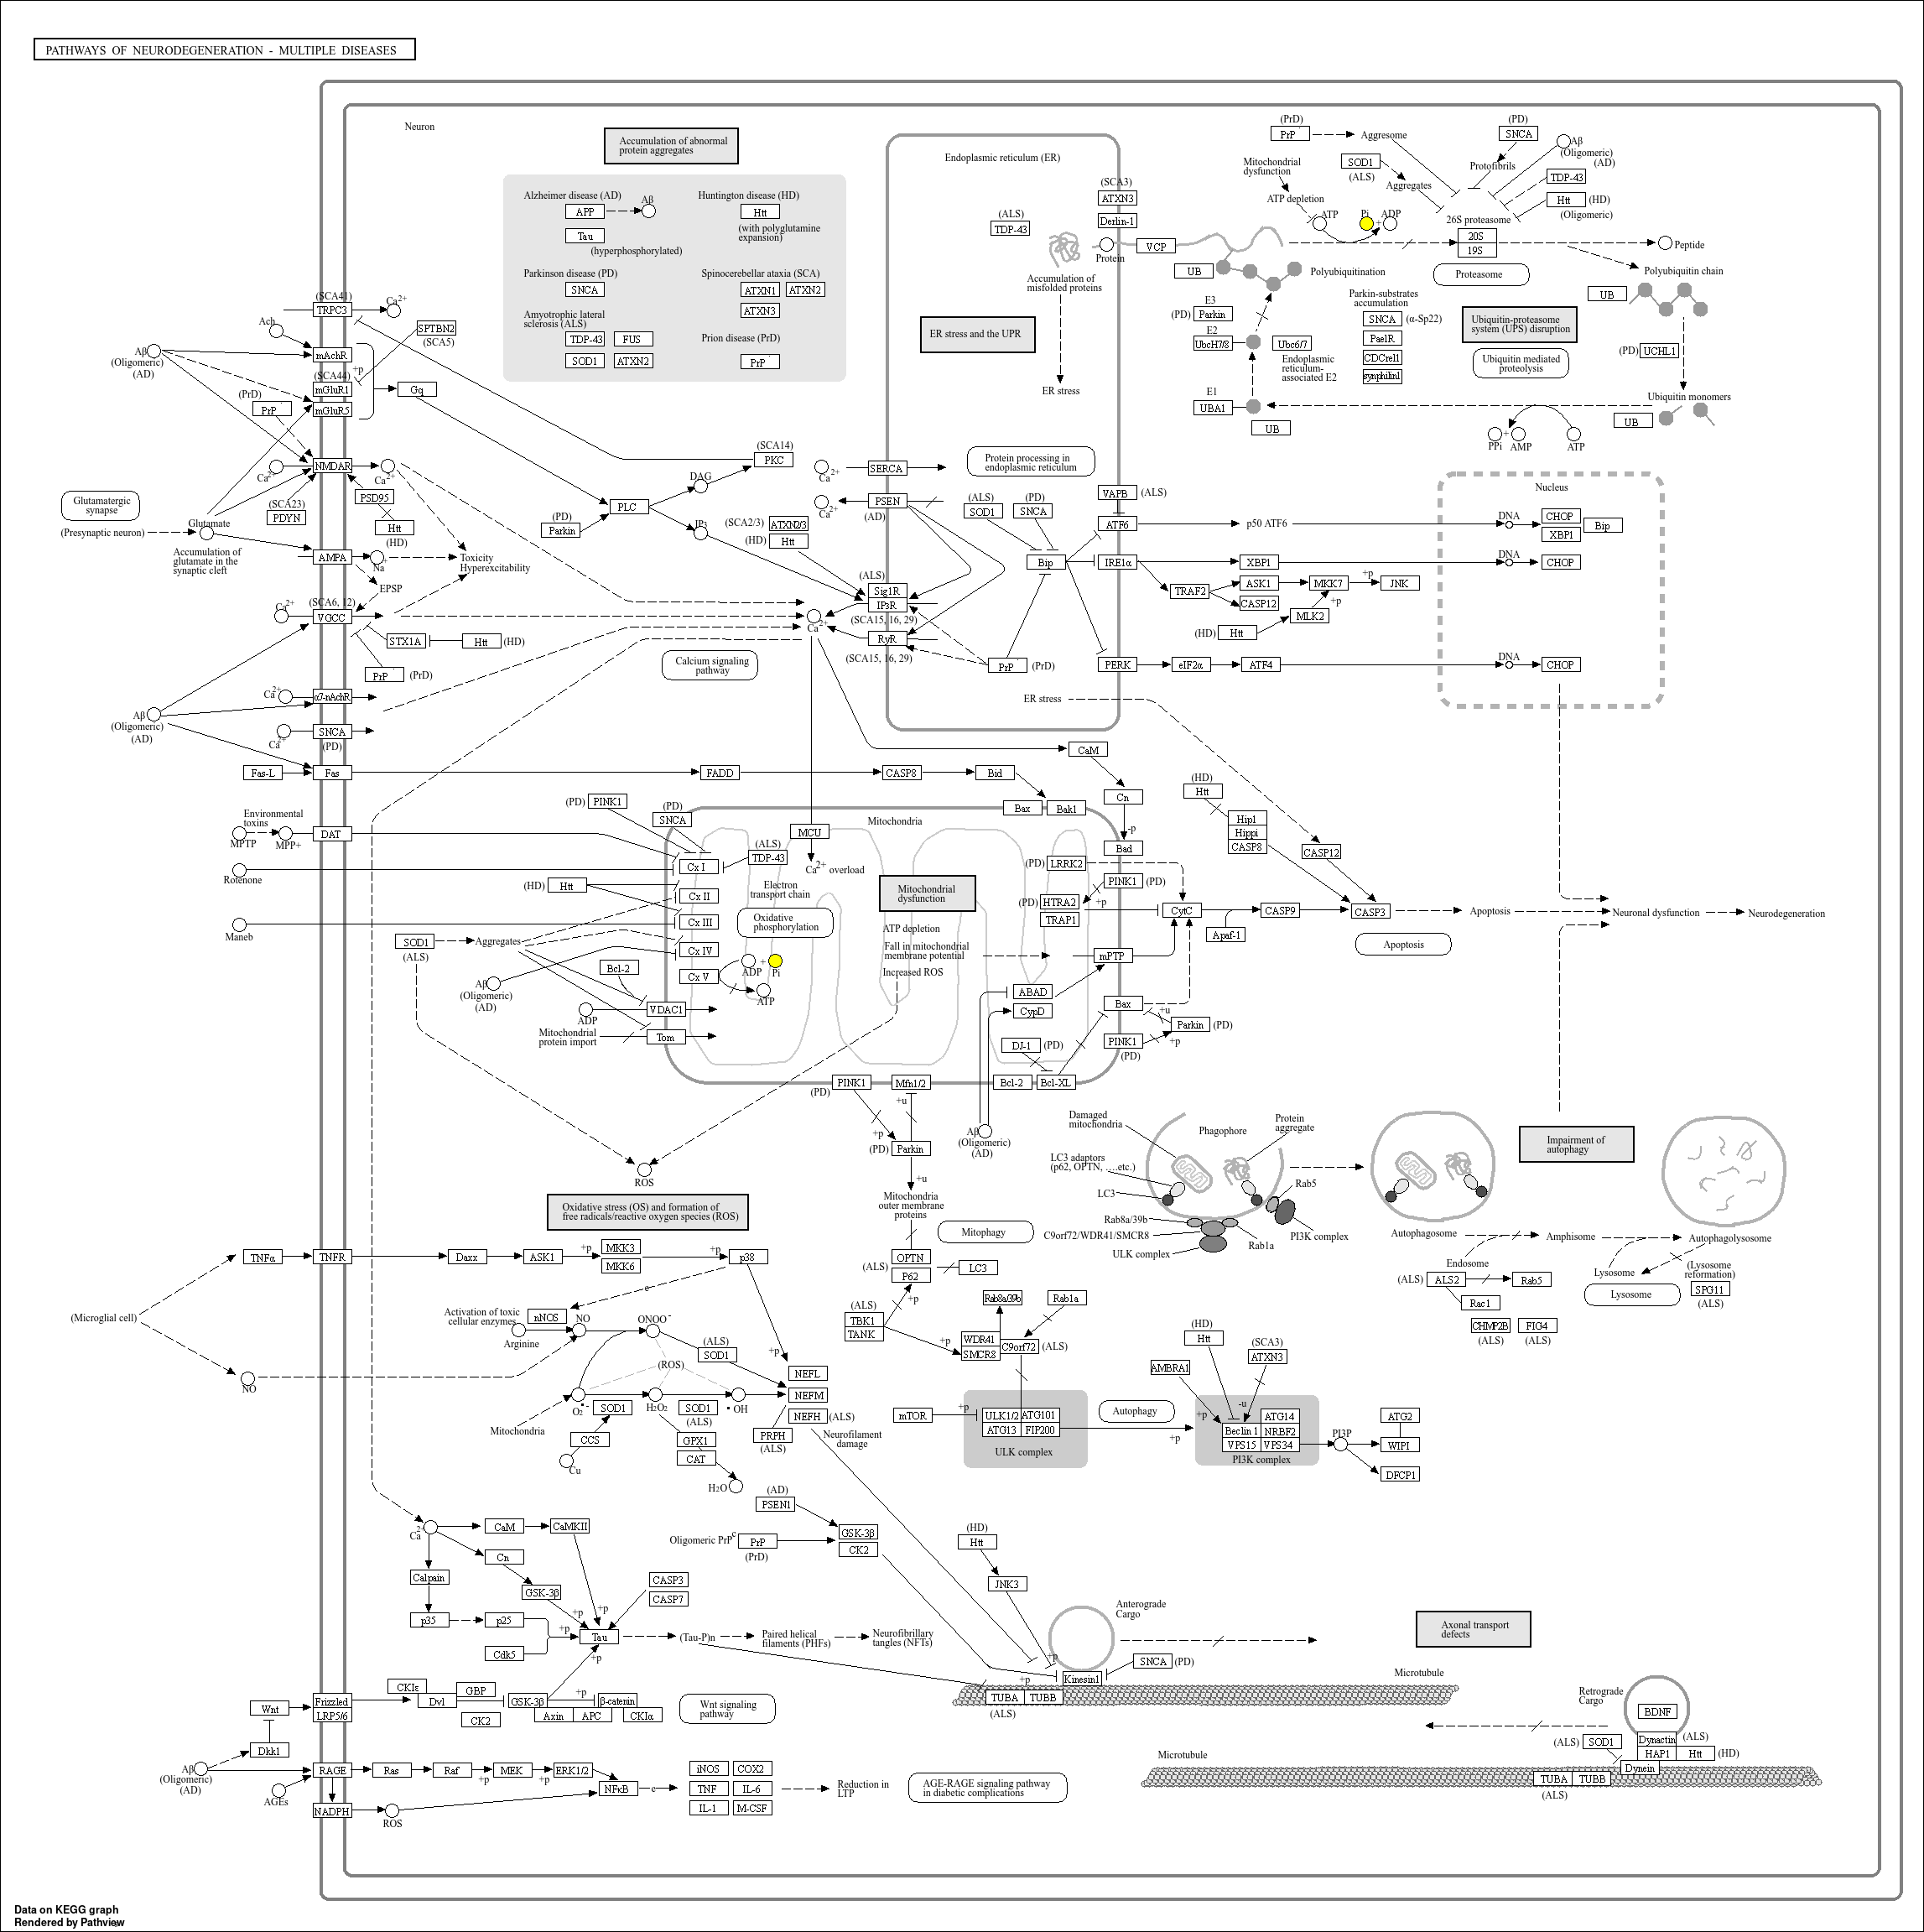 PATHWAYS OF NEURODEGENERATION - MULTIPLE DISEASES
Neuron
Accumulation of abnormal
protein aggregates
Alzheimer disease (AD)
APP
Aβ
Tau
(hyperphosphorylated)
Parkinson disease (PD)
SNCA
Amyotrophic lateral
sclerosis (ALS)
TDP-43
FUS
SOD1
ATXN2
Huntington disease (HD)
Htt
(with polyglutamine
expansion)
Spinocerebellar ataxia (SCA)
ATXN1
ATXN2
ATXN3
Prion disease (PrD)
PrP
Endoplasmic reticulum (ER)
(ALS)
TDP-43
(SCA3)
ATXN3
Derlin-1
Protein
VCP
Accumulation of
misfolded proteins
ER stress and the UPR
ER stress
Protein processing in
endoplasmic reticulum
(PrD)
PrP
Aggresome
(PD)
SNCA
Protofibrils
Aβ
(Oligomeric)
(AD)
Mitochondrial
dysfunction
SOD1
(ALS)
Aggregates
TDP-43
Htt
(HD)
(Oligomeric)
ATP depletion
ATP
Pi
+
ADP
26S proteasome
20S
19S
Peptide
Proteasome
UB
Polyubiquitination
Polyubiquitin chain
UB
E3
(PD)
Parkin
E2
UbcH7/8
Ubc6/7
Endoplasmic
reticulum-
associated E2
Parkin-substrates
accumulation
SNCA
(α-Sp22)
PaelR
CDCrel1
synphilin1
Ubiquitin-proteasome
system (UPS) disruption
Ubiquitin mediated
proteolysis
(PD)
UCHL1
E1
UBA1
UB
Ubiquitin monomers
UB
PPi
+
AMP
ATP
(SCA41)
TRPC3
Ca2+
Ach
SPTBN2
(SCA5)
Aβ
(Oligomeric)
(AD)
mAchR
(SCA44)
+p
mGluR1
Gq
mGluR5
(PrD)
PrP
NMDAR
Ca2+
Ca2+
PSD95
(SCA23)
PDYN
Htt
(HD)
Glutamatergic
synapse
(Presynaptic neuron)
Glutamate
Accumulation of
glutamate in the
synaptic cleft
AMPA
Na+
EPSP
Toxicity
Hyperexcitability
Ca2+
(SCA6, 12)
VGCC
STX1A
Htt
(HD)
PrP
(PrD)
Ca2+
α7-nAchR
Aβ
(Oligomeric)
(AD)
SNCA
(PD)
Ca2+
(SCA14)
PKC
DAG
PLC
(PD)
Parkin
IP3
(SCA2/3)
ATXN2/3
(HD)
Htt
Ca2+
SERCA
Ca2+
PSEN
(AD)
(ALS)
Sig1R
IP3R
(SCA15, 16, 29)
Ca2+
RyR
(SCA15, 16, 29)
Calcium signaling
pathway
(ALS)
SOD1
(PD)
SNCA
Bip
PrP
(PrD)
VAPB
(ALS)
ATF6
p50 ATF6
IRE1α
XBP1
TRAF2
ASK1
CASP12
MKK7
+p
JNK
+p
MLK2
(HD)
Htt
PERK
eIF2α
ATF4
Nucleus
DNA
CHOP
XBP1
Bip
DNA
CHOP
DNA
CHOP
ER stress
Fas-L
Fas
FADD
CASP8
Bid
CaM
Cn
-p
Bad
Environmental
toxins
MPTP
MPP+
DAT
Rotenone
Maneb
(PD)
PINK1
(PD)
SNCA
Mitochondria
MCU
Ca2+ overload
Bax
Bak1
(ALS)
TDP-43
Cx I
Cx II
Cx III
Cx IV
Cx V
(HD)
Htt
Electron
transport chain
Oxidative
phosphorylation
Mitochondrial
dysfunction
ATP depletion
Fall in mitochondrial
membrane potential
Increased ROS
ADP
+
Pi
ATP
SOD1
(ALS)
Aggregates
Bcl-2
Aβ
(Oligomeric)
(AD)
ADP
VDAC1
Mitochondrial
protein import
Tom
(PD)
LRRK2
PINK1
(PD)
+p
(PD)
HTRA2
TRAP1
CytC
mPTP
ABAD
CypD
Bax
+u
Parkin
(PD)
+p
PINK1
(PD)
DJ-1
(PD)
Bcl-2
Bcl-XL
PINK1
(PD)
Mfn1/2
+u
+p
(PD)
Parkin
+u
Aβ
(Oligomeric)
(AD)
(HD)
Htt
Hip1
Hippi
CASP8
CASP12
CASP9
Apaf-1
CASP3
Apoptosis
Apoptosis
Neuronal dysfunction
Neurodegeneration
ROS
Oxidative stress (OS) and formation of
free radicals/reactive oxygen species (ROS)
Mitochondria
outer membrane
proteins
Mitophagy
OPTN
(ALS)
P62
LC3
+p
(ALS)
TBK1
TANK
+p
Rab8a/39b
Rab1a
WDR41
SMCR8
C9orf72
(ALS)
Damaged
mitochondria
Phagophore
Protein
aggregate
LC3 adaptors
(p62, OPTN, ....etc.)
LC3
Rab5
Rab8a/39b
C9orf72/WDR41/SMCR8
ULK complex
Rab1a
PI3K complex
Impairment of
autophagy
Autophagosome
Amphisome
Autophagolysosome
Endosome
Lysosome
(Lysosome
reformation)
(ALS)
ALS2
Rab5
Rac1
Lysosome
SPG11
(ALS)
CHMP2B
(ALS)
FIG4
(ALS)
TNFα
TNFR
Daxx
ASK1
+p
MKK3
MKK6
+p
p38
(Microglial cell)
NO
Activation of toxic
cellular enzymes
nNOS
e
Arginine
NO
ONOO-
(ALS)
SOD1
(ROS)
+p
NEFL
NEFM
NEFH
(ALS)
PRPH
(ALS)
Neurofilament
damage
O2•-
SOD1
H2O2
SOD1
(ALS)
•OH
Mitochondria
CCS
Cu
GPX1
CAT
H2O
mTOR
+p
ULK1/2
ATG101
ATG13
FIP200
ULK complex
Autophagy
+p
(HD)
Htt
(SCA3)
ATXN3
AMBRA1
+p
-u
ATG14
Beclin 1
NRBF2
VPS15
VPS34
PI3K complex
PI3P
ATG2
WIPI
DFCP1
(AD)
PSEN1
Oligomeric PrPc
PrP
(PrD)
GSK-3β
CK2
(HD)
Htt
JNK3
Ca2+
CaM
CaMKII
Cn
Calpain
GSK-3β
CASP3
CASP7
p35
p25
Cdk5
+p
+p
+p
Tau
+p
(Tau-P)n
Paired helical
filaments (PHFs)
Neurofibrillary
tangles (NFTs)
Anterograde
Cargo
+p
Kinesin1
SNCA
(PD)
+p
TUBA
TUBB
(ALS)
Microtubule
Axonal transport
defects
Retrograde
Cargo
BDNF
(ALS)
SOD1
Dynactin
(ALS)
HAP1
Htt
(HD)
Dynein
Microtubule
TUBA
TUBB
(ALS)
Wnt
Frizzled
LRP5/6
CKIε
Dvl
GBP
CK2
GSK-3β
+p
β-catenin
Axin
APC
CKIα
Wnt signaling
pathway
Dkk1
Aβ
(Oligomeric)
(AD)
AGEs
RAGE
Ras
Raf
+p
MEK
+p
ERK1/2
NFκB
e
NADPH
ROS
iNOS
COX2
TNF
IL-6
IL-1
M-CSF
Reduction in
LTP
AGE-RAGE signaling pathway
in diabetic complications
Data on KEGG graph
Rendered by Pathview